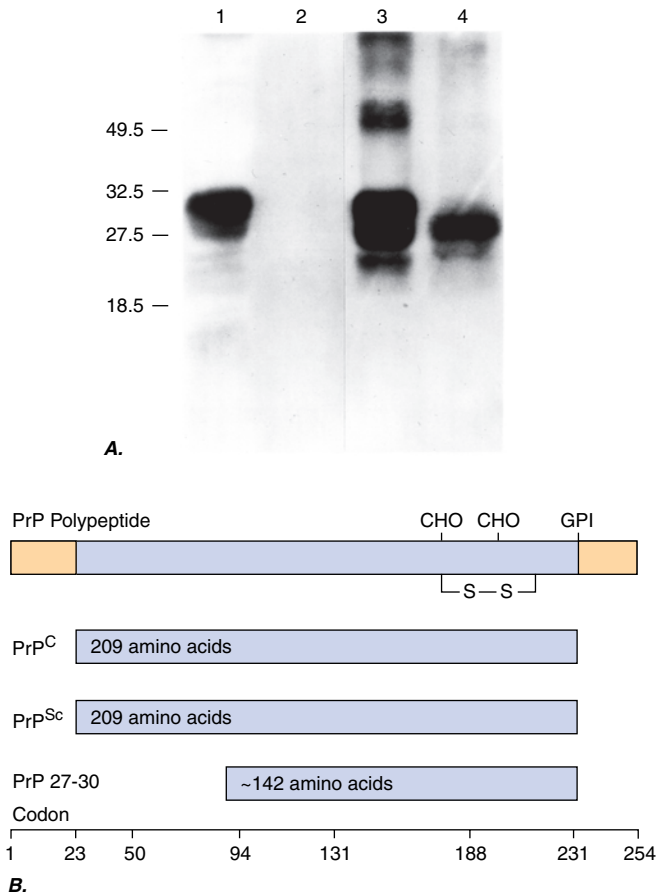 1 2 3 4
49.5
32.5
27.5
18.5
A.
PrP Polypeptide CHO CHO GPI
S S
PrPC 209 amino acids
PrPSc 209 amino acids
PrP 27-30 ~142 amino acids
Codon
1 23 50 94 131 188 231 254
B.